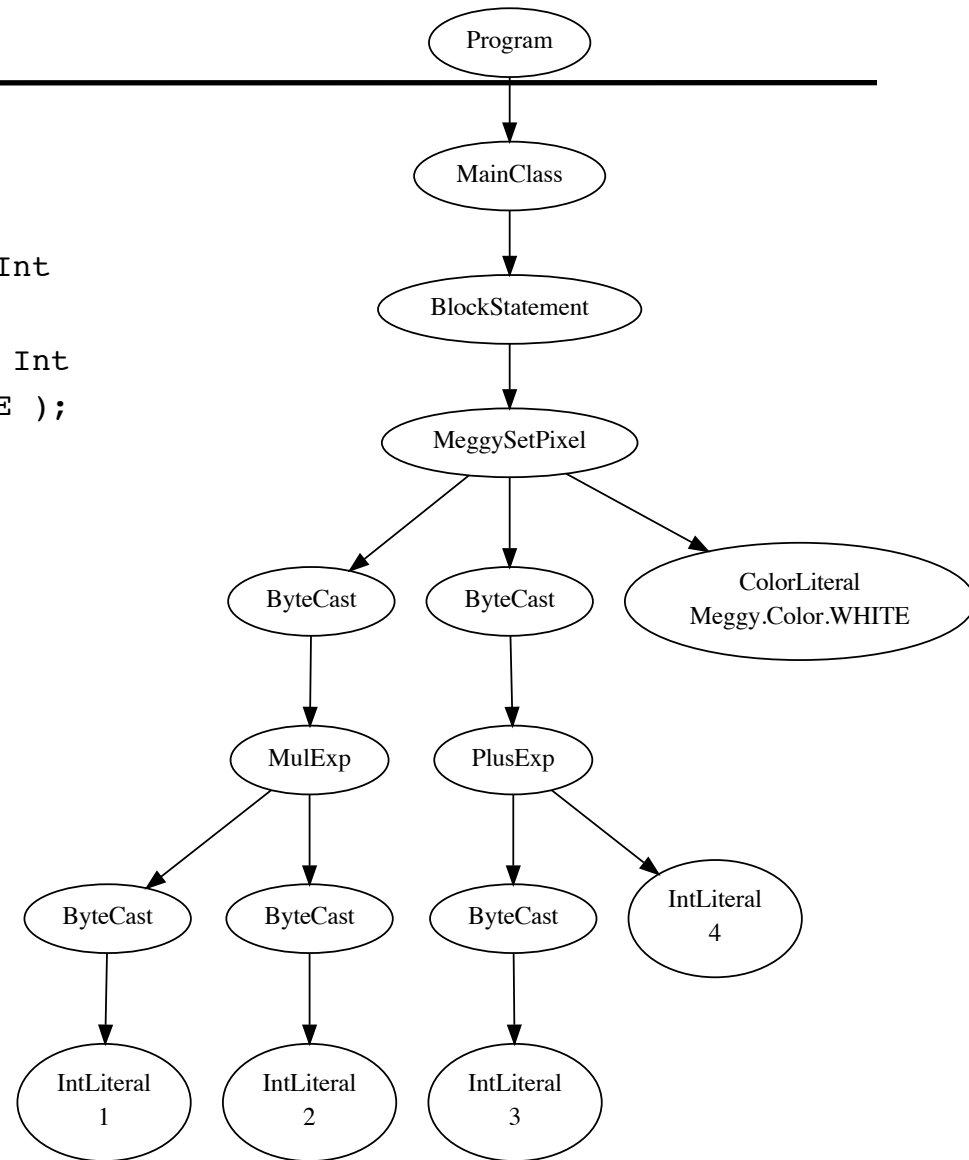 Program
MainClass
Int
BlockStatement
Int
);
MeggySetPixel
ByteCast
ByteCast
ColorLiteral
Meggy.Color.WHITE
MulExp
PlusExp
ByteCast
ByteCast
ByteCast
IntLiteral
4
IntLiteral
1
IntLiteral
2
IntLiteral
3